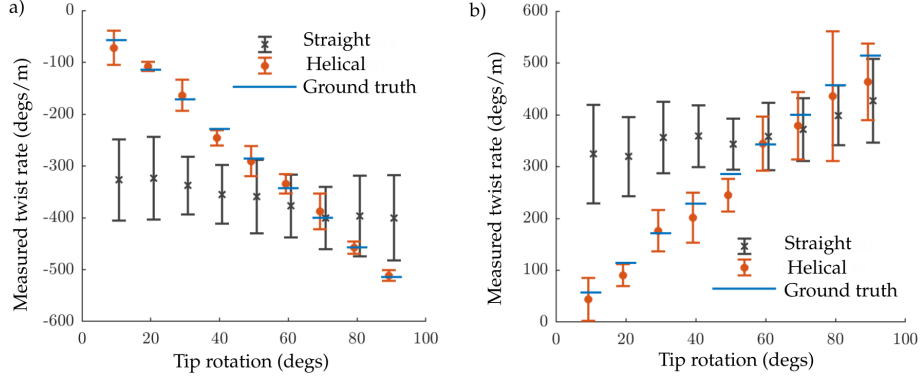 a)
0
-100
-200
-300
-400
-500
-600
Measured twist rate (degs/m)
0
20
40
60
80
100
Tip rotation (degs)
Straight
Helical
Ground truth
b)
600
500
400
300
200
100
0
Measured twist rate (degs/m)
0
20
40
60
80
100
Tip rotation (degs)
Straight
Helical
Ground truth